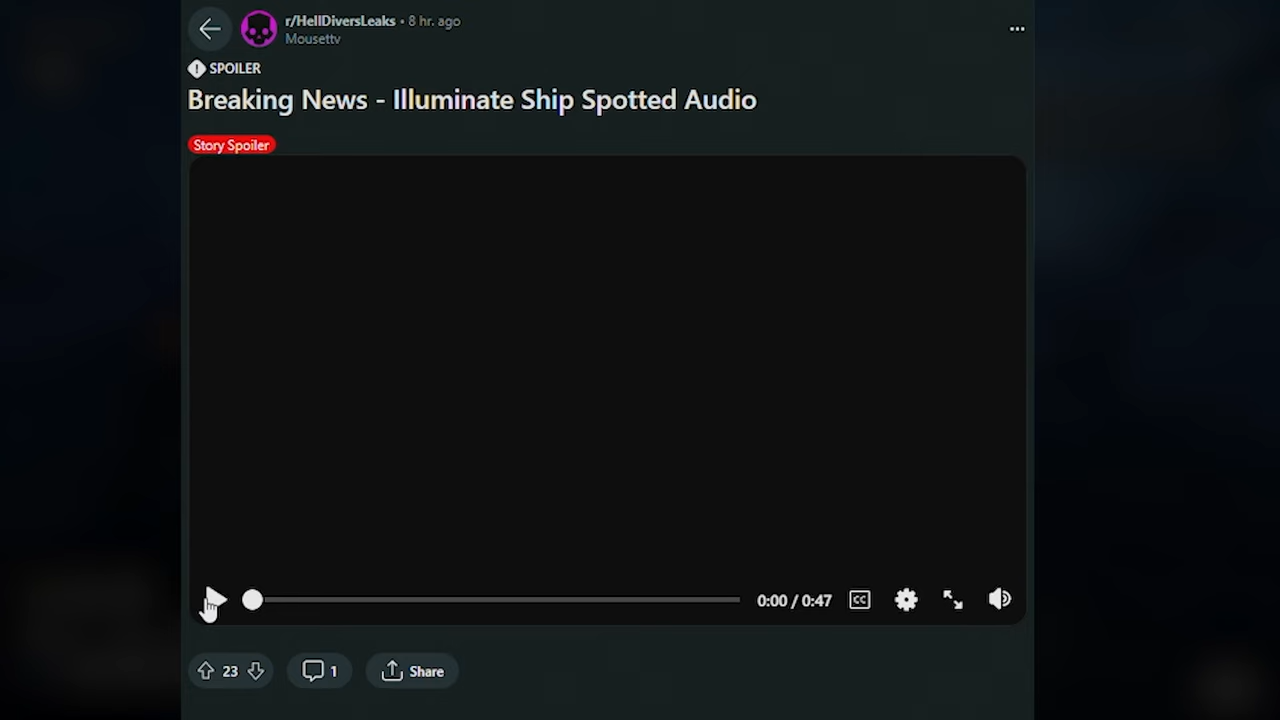 r/HellDiversLeaks • 8 hr. ago
Mousettv
SPOILER
Breaking News - Illuminate Ship Spotted Audio
Story Spoiler
0:00 / 0:47
CC
23
1
Share